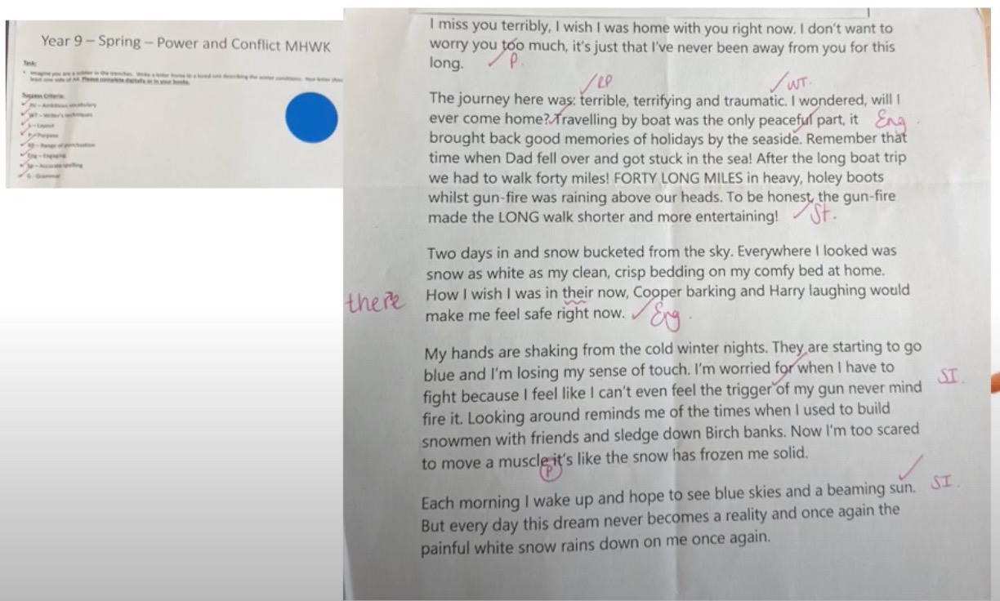 Year 9 – Spring – Power and Conflict MHWK
Task:
Imagine you are a soldier in the trenches. Write a letter home to a loved one describing the winter conditions. Your letter
least one side of A4. Please complete digitally or in your books.
Success Criteria:
AV – Ambitious vocabulary
WT – Writer's techniques
L – Layout
P – Purpose
RP – Range of punctuation
Eng – Engaging
Sp – Accurate spelling
G – Grammar
I miss you terribly, I wish I was home with you right now. I don't want to
worry you too much, it's just that I've never been away from you for this
long. P.
RP WT.
The journey here was: terrible, terrifying and traumatic. I wondered, will I
ever come home? Travelling by boat was the only peaceful part, it Eng
brought back good memories of holidays by the seaside. Remember that
time when Dad fell over and got stuck in the sea! After the long boat trip
we had to walk forty miles! FORTY LONG MILES in heavy, holey boots
whilst gun-fire was raining above our heads. To be honest, the gun-fire
made the LONG walk shorter and more entertaining! St.
Two days in and snow bucketed from the sky. Everywhere I looked was
snow as white as my clean, crisp bedding on my comfy bed at home.
there How I wish I was in their now, Cooper barking and Harry laughing would
make me feel safe right now. Eng.
My hands are shaking from the cold winter nights. They are starting to go
blue and I'm losing my sense of touch. I'm worried for when I have to
fight because I feel like I can't even feel the trigger of my gun never mind SI.
fire it. Looking around reminds me of the times when I used to build
snowmen with friends and sledge down Birch banks. Now I'm too scared
to move a muscle it's like the snow has frozen me solid.
P
Each morning I wake up and hope to see blue skies and a beaming sun. SI.
But every day this dream never becomes a reality and once again the
painful white snow rains down on me once again.